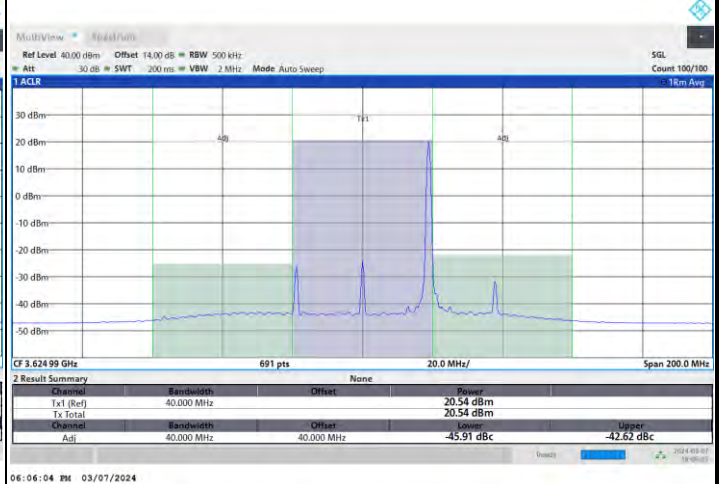 MultiView Spectrum
Ref Level 40.00 dBm Offset 14.00 dB RBW 500 kHz SGL
Att 30 dB SWT 200 ms VBW 2 MHz Mode Auto Sweep Count 100/100
1 ACLR 1Rm Avg
30 dBm
Tx1
20 dBm
Adj Adj
10 dBm
0 dBm
-10 dBm
-20 dBm
-30 dBm
-40 dBm
-50 dBm
CF 3.624 99 GHz 691 pts 20.0 MHz/ Span 200.0 MHz
2 Result Summary None
Channel Bandwidth Offset Power
Tx1 (Ref) 40.000 MHz 20.54 dBm
Tx Total 20.54 dBm
Channel Bandwidth Offset Lower Upper
Adj 40.000 MHz 40.000 MHz -45.91 dBc -42.62 dBc
Ready 2024-03-07
06:06:04 PM 03/07/2024